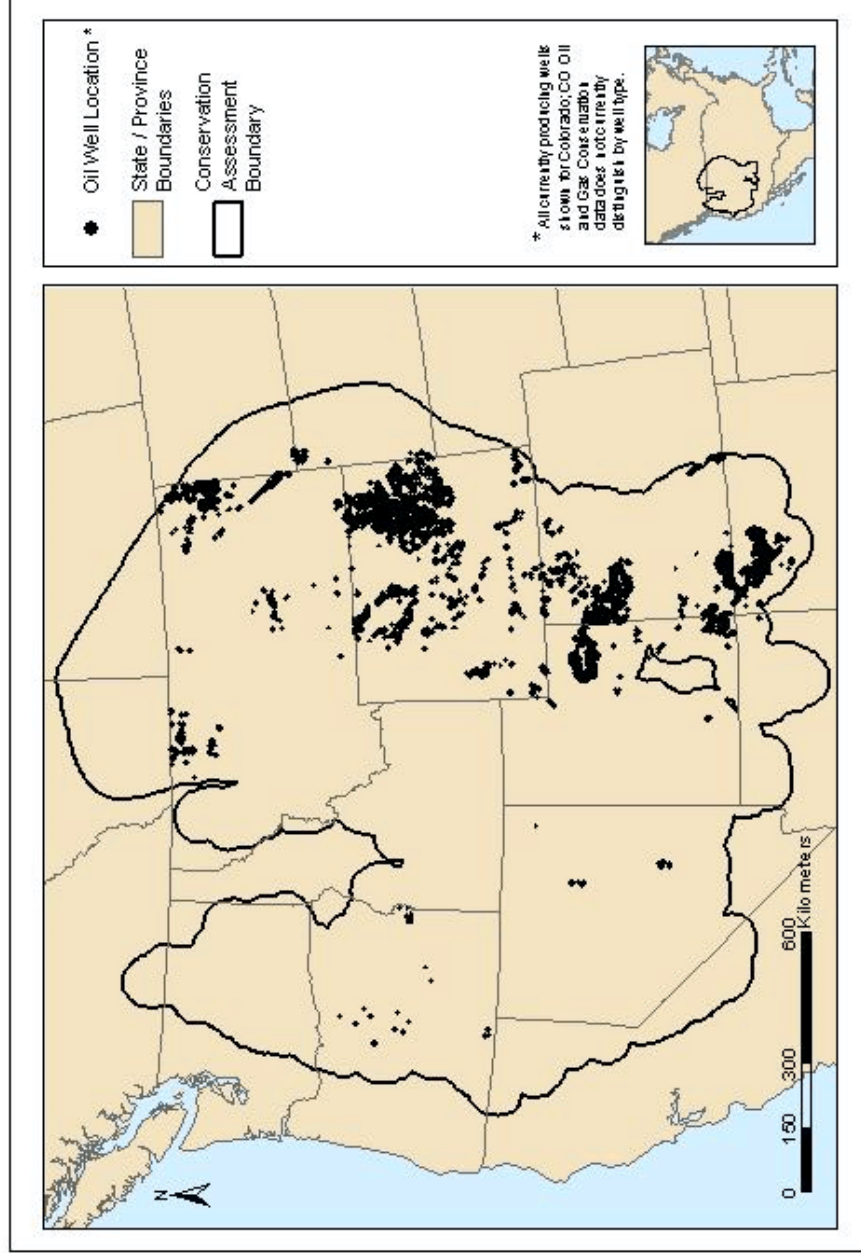 Oil Well Location *
State / Province
Boundaries
Conservation
Assessment
Boundary
* All currently producing wells
shown for Colorado; CO Oil
and Gas Conservation
data does not currently
distinguish by well type.
N
0 150 300 600
Kilometers